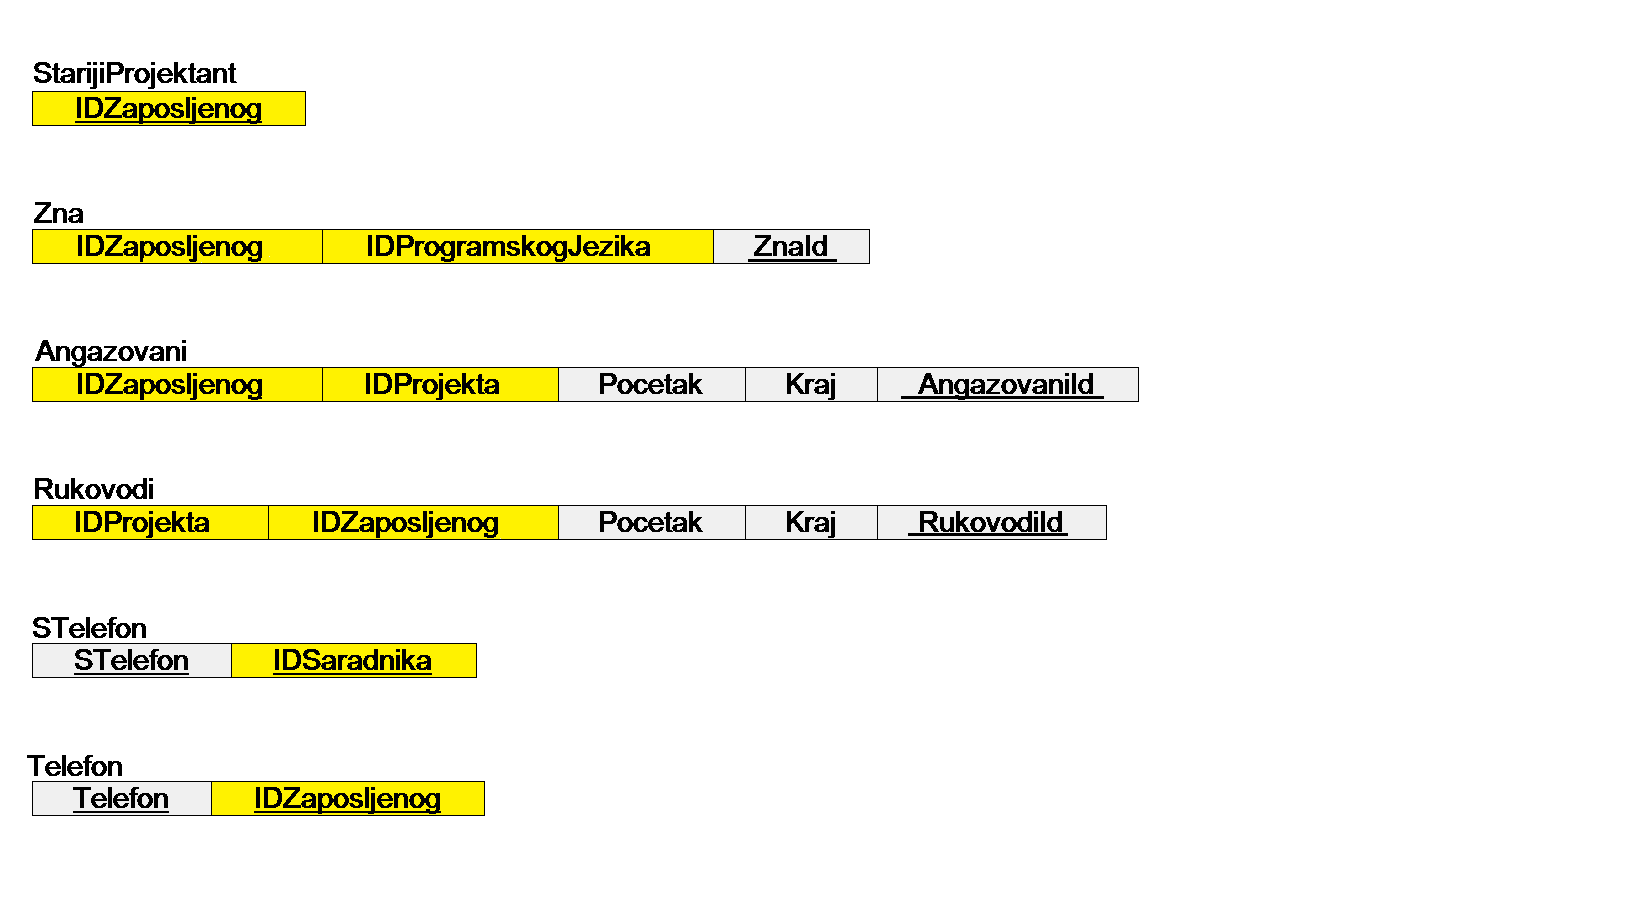 StarijiProjektant
IDZaposljenog
Zna
IDZaposljenog IDProgramskogJezika ZnaId
Angazovani
IDZaposljenog IDProjekta Pocetak Kraj AngazovaniId
Rukovodi
IDProjekta IDZaposljenog Pocetak Kraj RukovodiId
STelefon
STelefon IDSaradnika
Telefon
Telefon IDZaposljenog